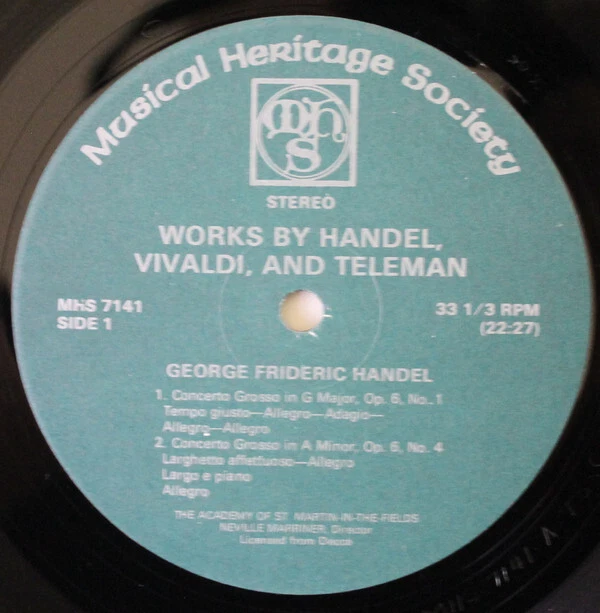 Musical Heritage Society
mhs
STEREO
WORKS BY HANDEL,
VIVALDI, AND TELEMAN
MHS 7141
SIDE 1
33 1/3 RPM
(22:27)
GEORGE FRIDERIC HANDEL
1. Concerto Grosso in G Major, Op. 6, No. 1
Tempo giusto—Allegro—Adagio—
Allegro—Allegro
2. Concerto Grosso in A Minor, Op. 6, No. 4
Larghetto affettuoso—Allegro
Largo e piano
Allegro
THE ACADEMY OF ST. MARTIN-IN-THE-FIELDS
NEVILLE MARRINER, Director
Licensed from Decca